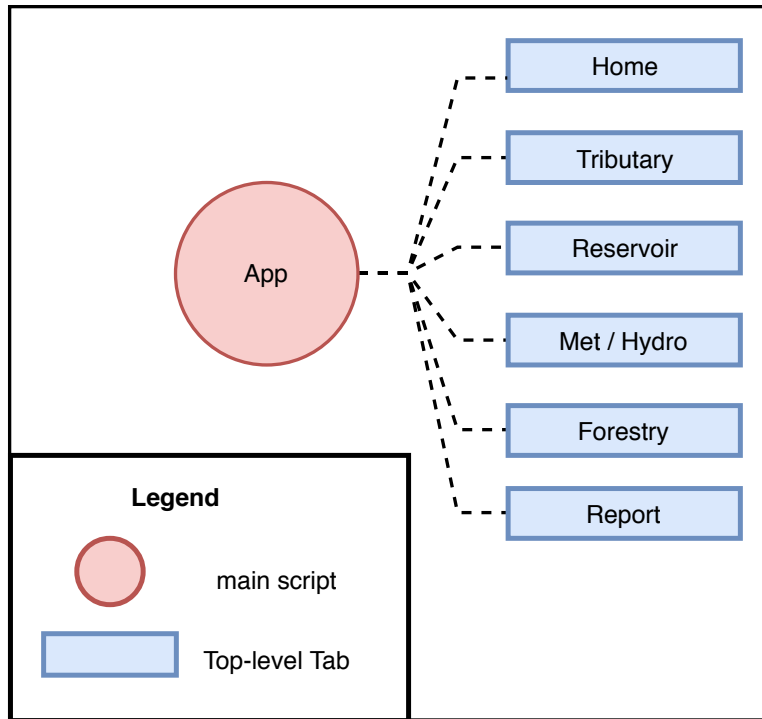 Home
Tributary
Reservoir
App
Met / Hydro
Forestry
Report
Legend
main script
Top-level Tab